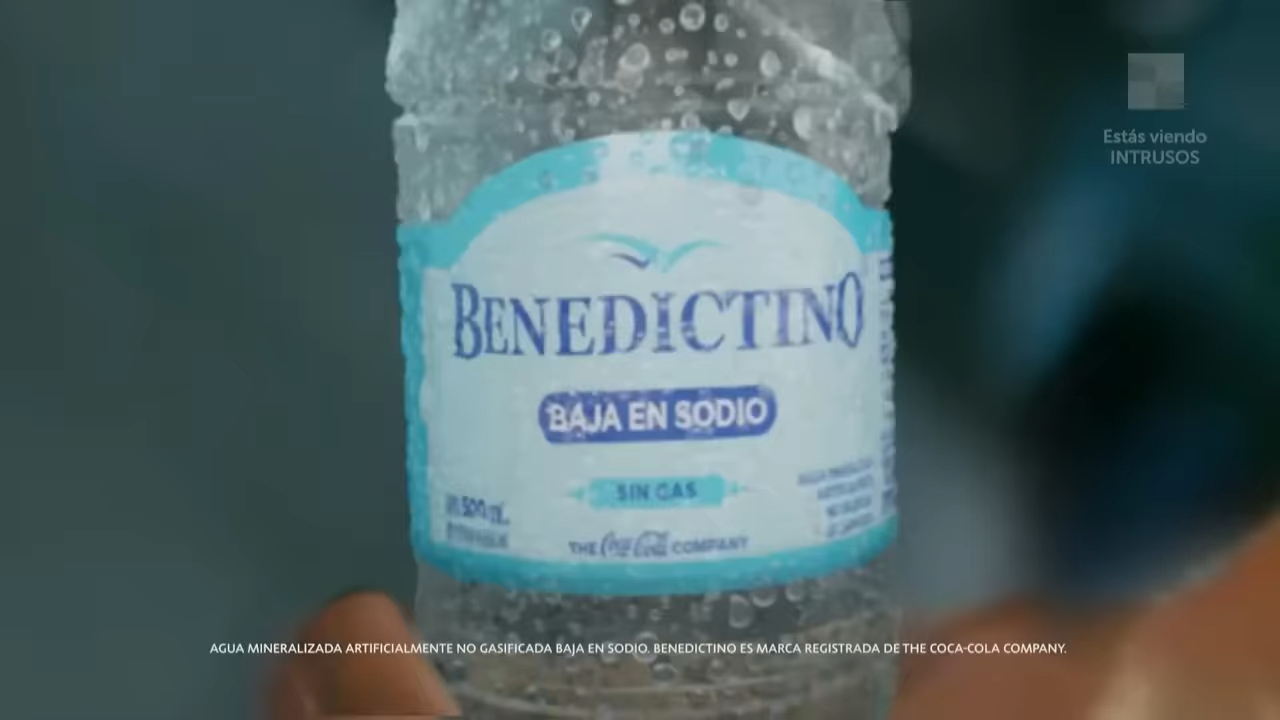 Estás viendo
INTRUSOS
BENEDICTINO
BAJA EN SODIO
SIN GAS
500
THE Coca-Cola COMPANY
AGUA MINERALIZADA ARTIFICIALMENTE NO GASIFICADA BAJA EN SODIO. BENEDICTINO ES MARCA REGISTRADA DE THE COCA-COLA COMPANY.